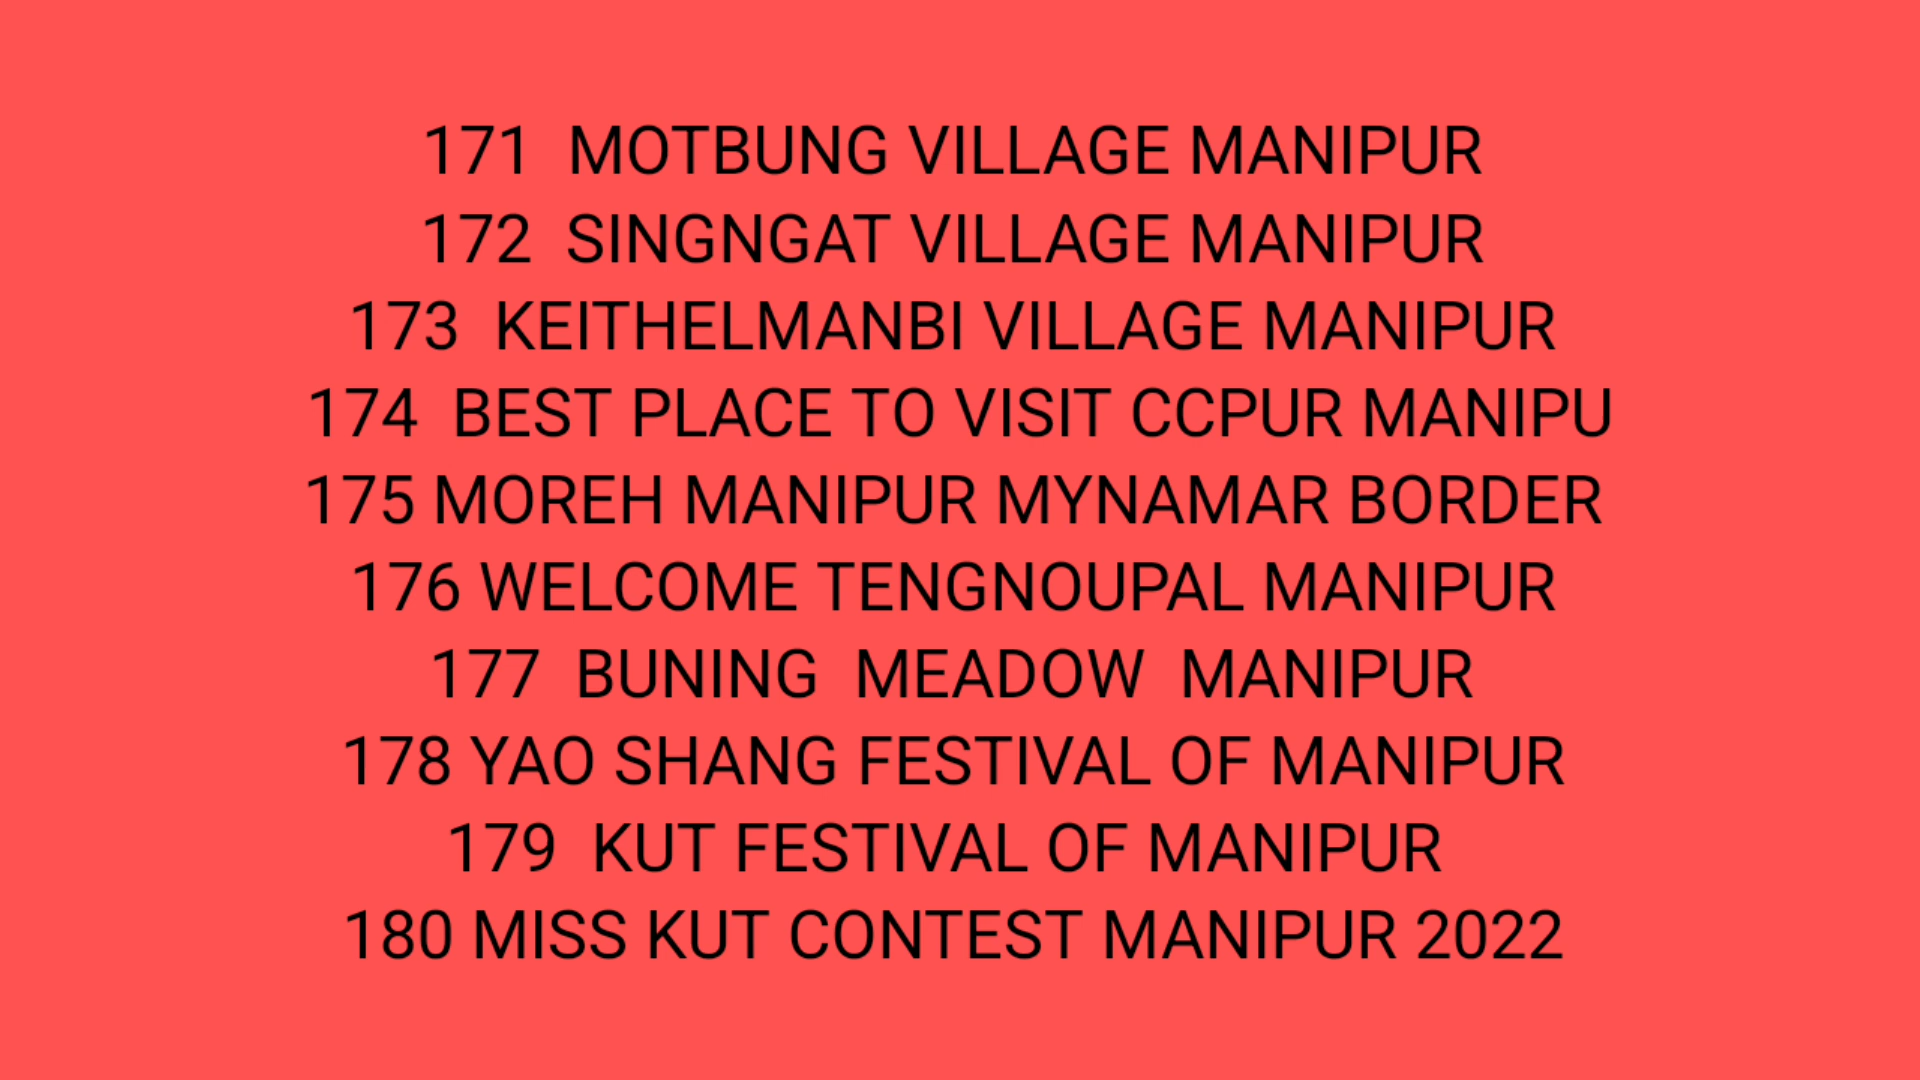 171  MOTBUNG VILLAGE MANIPUR
172  SINGNGAT VILLAGE MANIPUR
173  KEITHELMANBI VILLAGE MANIPUR
174  BEST PLACE TO VISIT CCPUR MANIPU
175 MOREH MANIPUR MYNAMAR BORDER
176 WELCOME TENGNOUPAL MANIPUR
177  BUNING  MEADOW  MANIPUR
178 YAO SHANG FESTIVAL OF MANIPUR
179  KUT FESTIVAL OF MANIPUR
180 MISS KUT CONTEST MANIPUR 2022